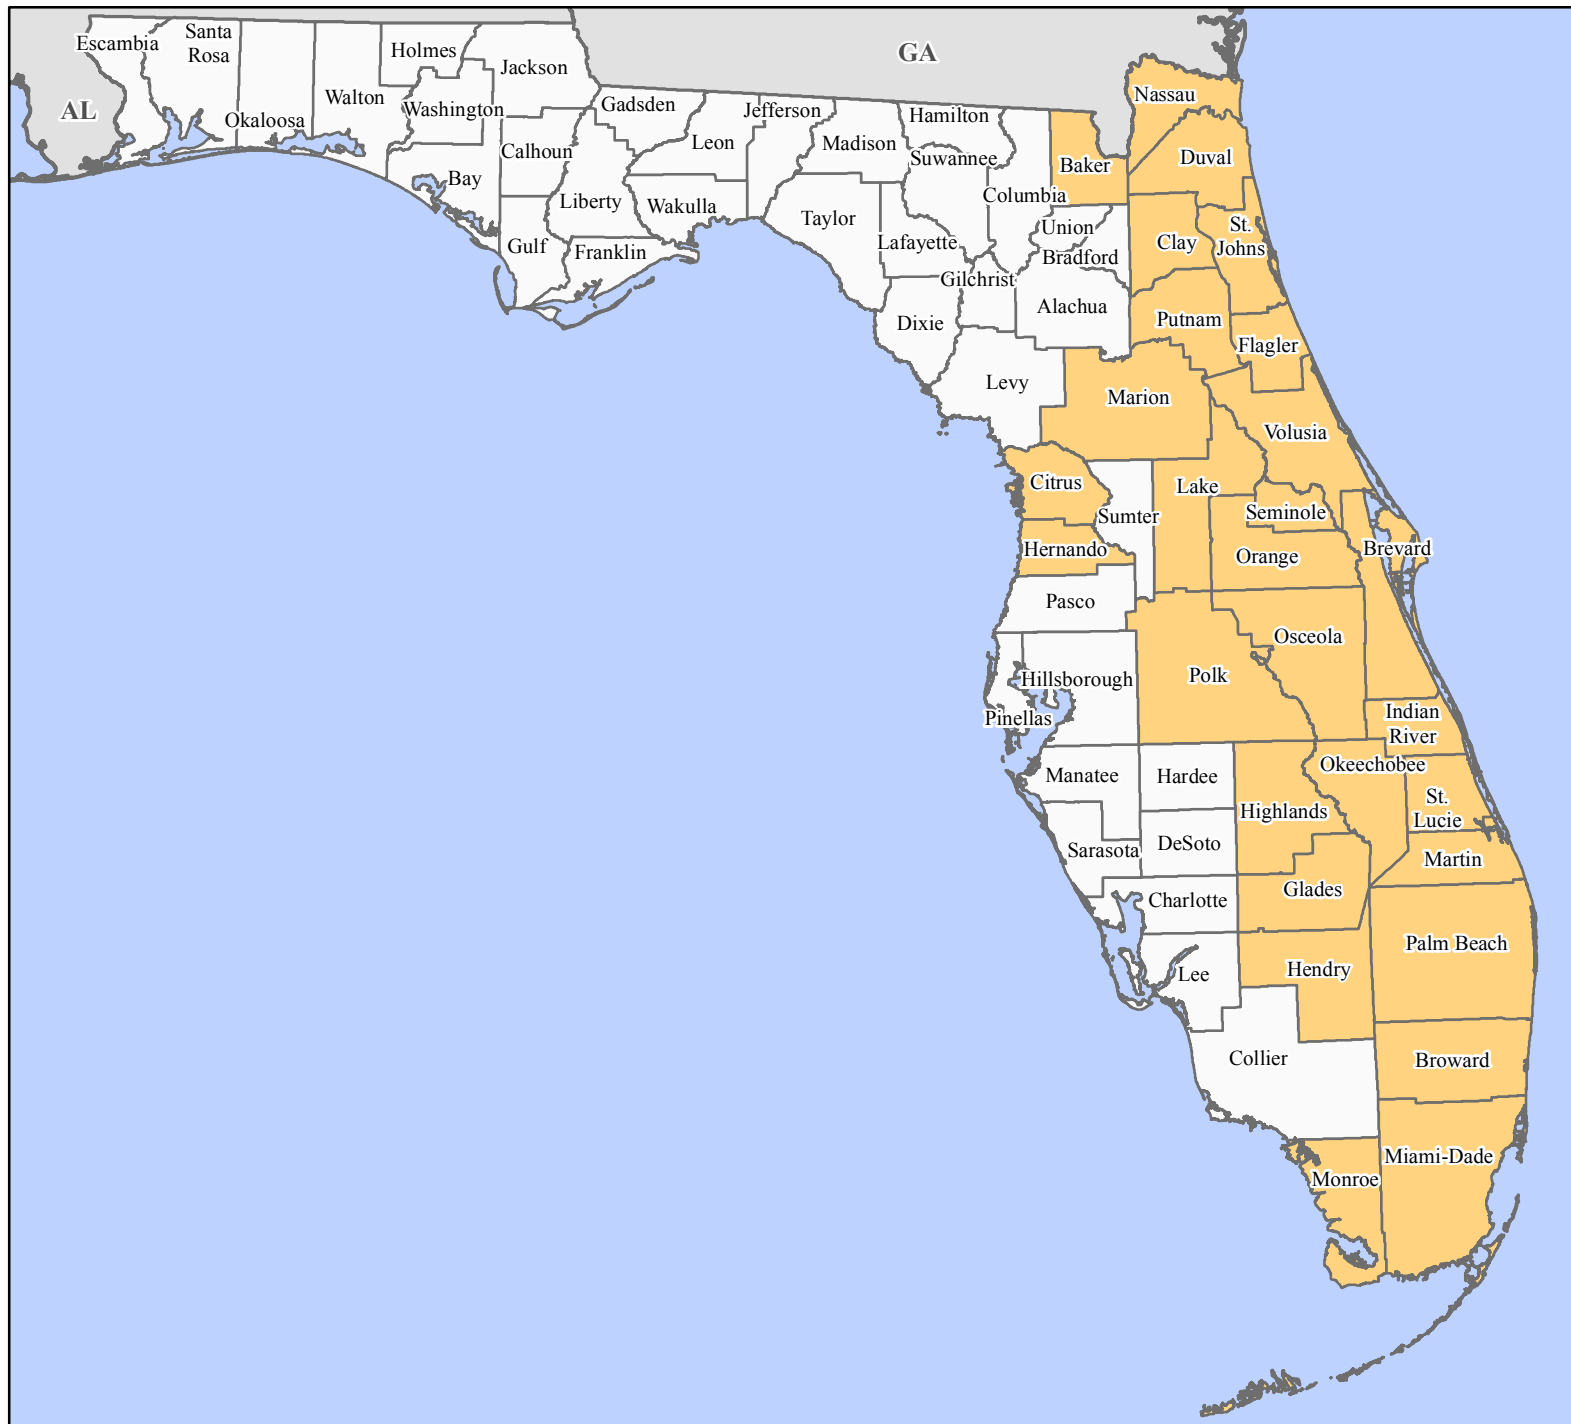 Escambia
Santa
Rosa
Okaloosa
Walton
Holmes
Washington
Jackson
Bay
Calhoun
Gulf
Liberty
Franklin
Gadsden
Leon
Wakulla
Jefferson
Madison
Taylor
Hamilton
Suwannee
Lafayette
Dixie
Columbia
Gilchrist
Levy
Baker
Union
Bradford
Alachua
Nassau
Duval
Clay
St.
Johns
Putnam
Flagler
Marion
Volusia
Citrus
Sumter
Lake
Seminole
Hernando
Orange
Brevard
Pasco
Osceola
Polk
Hillsborough
Pinellas
Indian
River
Manatee
Hardee
Okeechobee
Highlands
St.
Lucie
Sarasota
DeSoto
Martin
Charlotte
Glades
Lee
Hendry
Palm Beach
Collier
Broward
Monroe
Miami-Dade
AL
GA